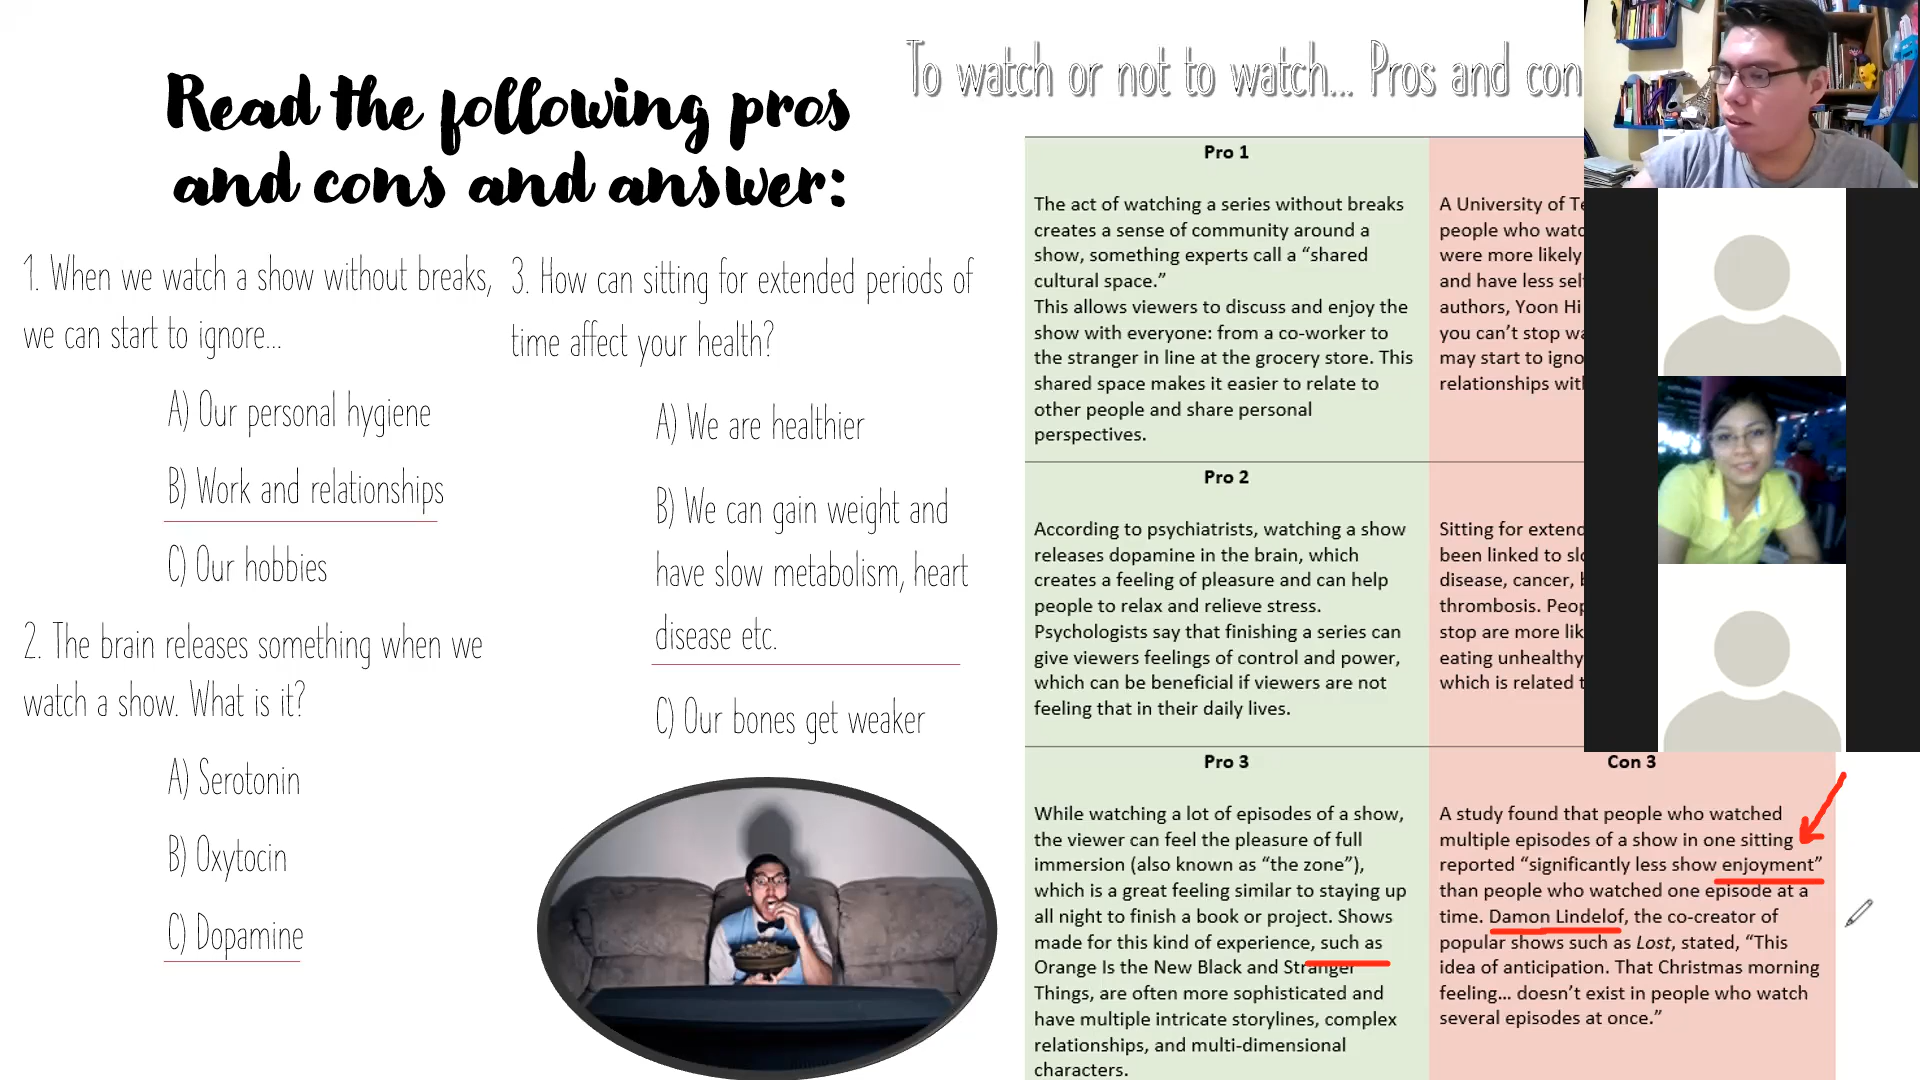 Read the following pros
and cons and answer:
1. When we watch a show without breaks,
we can start to ignore...
A) Our personal hygiene
B) Work and relationships
C) Our hobbies
2. The brain releases something when we
watch a show. What is it?
A) Serotonin
B) Oxytocin
C) Dopamine
3. How can sitting for extended periods of
time affect your health?
A) We are healthier
B) We can gain weight and
have slow metabolism, heart
disease etc.
C) Our bones get weaker
To watch or not to watch... Pros and con
Pro 1
The act of watching a series without breaks
creates a sense of community around a
show, something experts call a “shared
cultural space.”
This allows viewers to discuss and enjoy the
show with everyone: from a co-worker to
the stranger in line at the grocery store. This
shared space makes it easier to relate to
other people and share personal
perspectives.
A University of Te
people who watc
were more likely
and have less sel
authors, Yoon Hi
you can’t stop wa
may start to igno
relationships with
Pro 2
According to psychiatrists, watching a show
releases dopamine in the brain, which
creates a feeling of pleasure and can help
people to relax and relieve stress.
Psychologists say that finishing a series can
give viewers feelings of control and power,
which can be beneficial if viewers are not
feeling that in their daily lives.
Sitting for extend
been linked to slo
disease, cancer, b
thrombosis. Peop
stop are more lik
eating unhealthy
which is related t
Pro 3
While watching a lot of episodes of a show,
the viewer can feel the pleasure of full
immersion (also known as “the zone”),
which is a great feeling similar to staying up
all night to finish a book or project. Shows
made for this kind of experience, such as
Orange Is the New Black and Stranger
Things, are often more sophisticated and
have multiple intricate storylines, complex
relationships, and multi-dimensional
characters.
Con 3
A study found that people who watched
multiple episodes of a show in one sitting
reported “significantly less show enjoyment”
than people who watched one episode at a
time. Damon Lindelof, the co-creator of
popular shows such as Lost, stated, “This
idea of anticipation. That Christmas morning
feeling... doesn’t exist in people who watch
several episodes at once.”